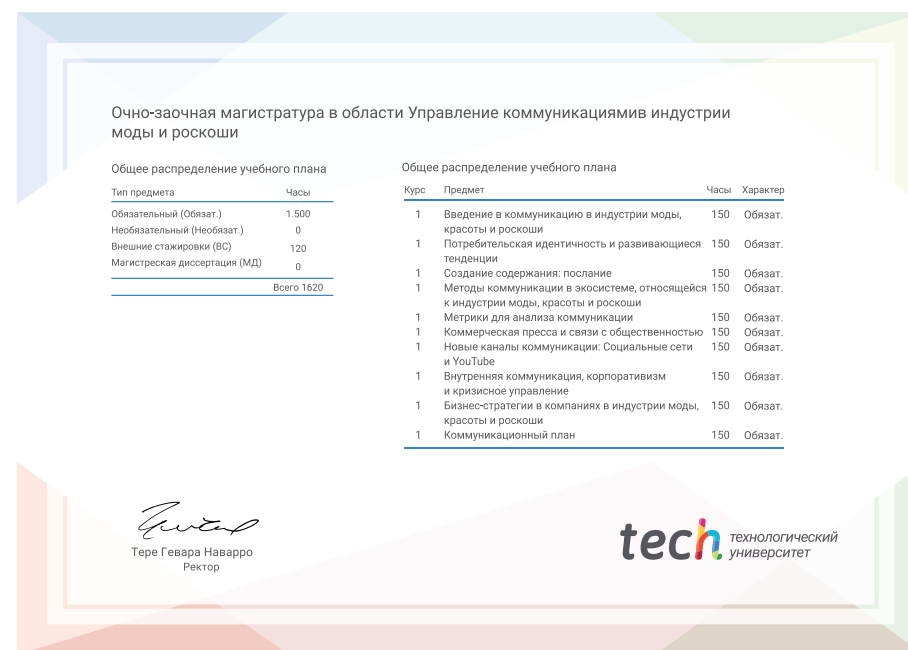 Очно-заочная магистратура в области Управление коммуникациямив индустрии
моды и роскоши
Общее распределение учебного плана
Тип предмета Часы
Обязательный (Обязат.) 1.500
Необязательный (Необязат.) 0
Внешние стажировки (ВС) 120
Магистреская диссертация (МД) 0
Всего 1620
Общее распределение учебного плана
Курс Предмет Часы Характер
1 Введение в коммуникацию в индустрии моды, 150 Обязат.
красоты и роскоши
1 Потребительская идентичность и развивающиеся 150 Обязат.
тенденции
1 Создание содержания: послание 150 Обязат.
1 Методы коммуникации в экосистеме, относящейся 150 Обязат.
к индустрии моды, красоты и роскоши
1 Метрики для анализа коммуникации 150 Обязат.
1 Коммерческая пресса и связи с общественностью 150 Обязат.
1 Новые каналы коммуникации: Социальные сети 150 Обязат.
и YouTube
1 Внутренняя коммуникация, корпоративизм 150 Обязат.
и кризисное управление
1 Бизнес-стратегии в компаниях в индустрии моды, 150 Обязат.
красоты и роскоши
1 Коммуникационный план 150 Обязат.
Тере Гевара Наварро
Ректор
tech технологический
университет